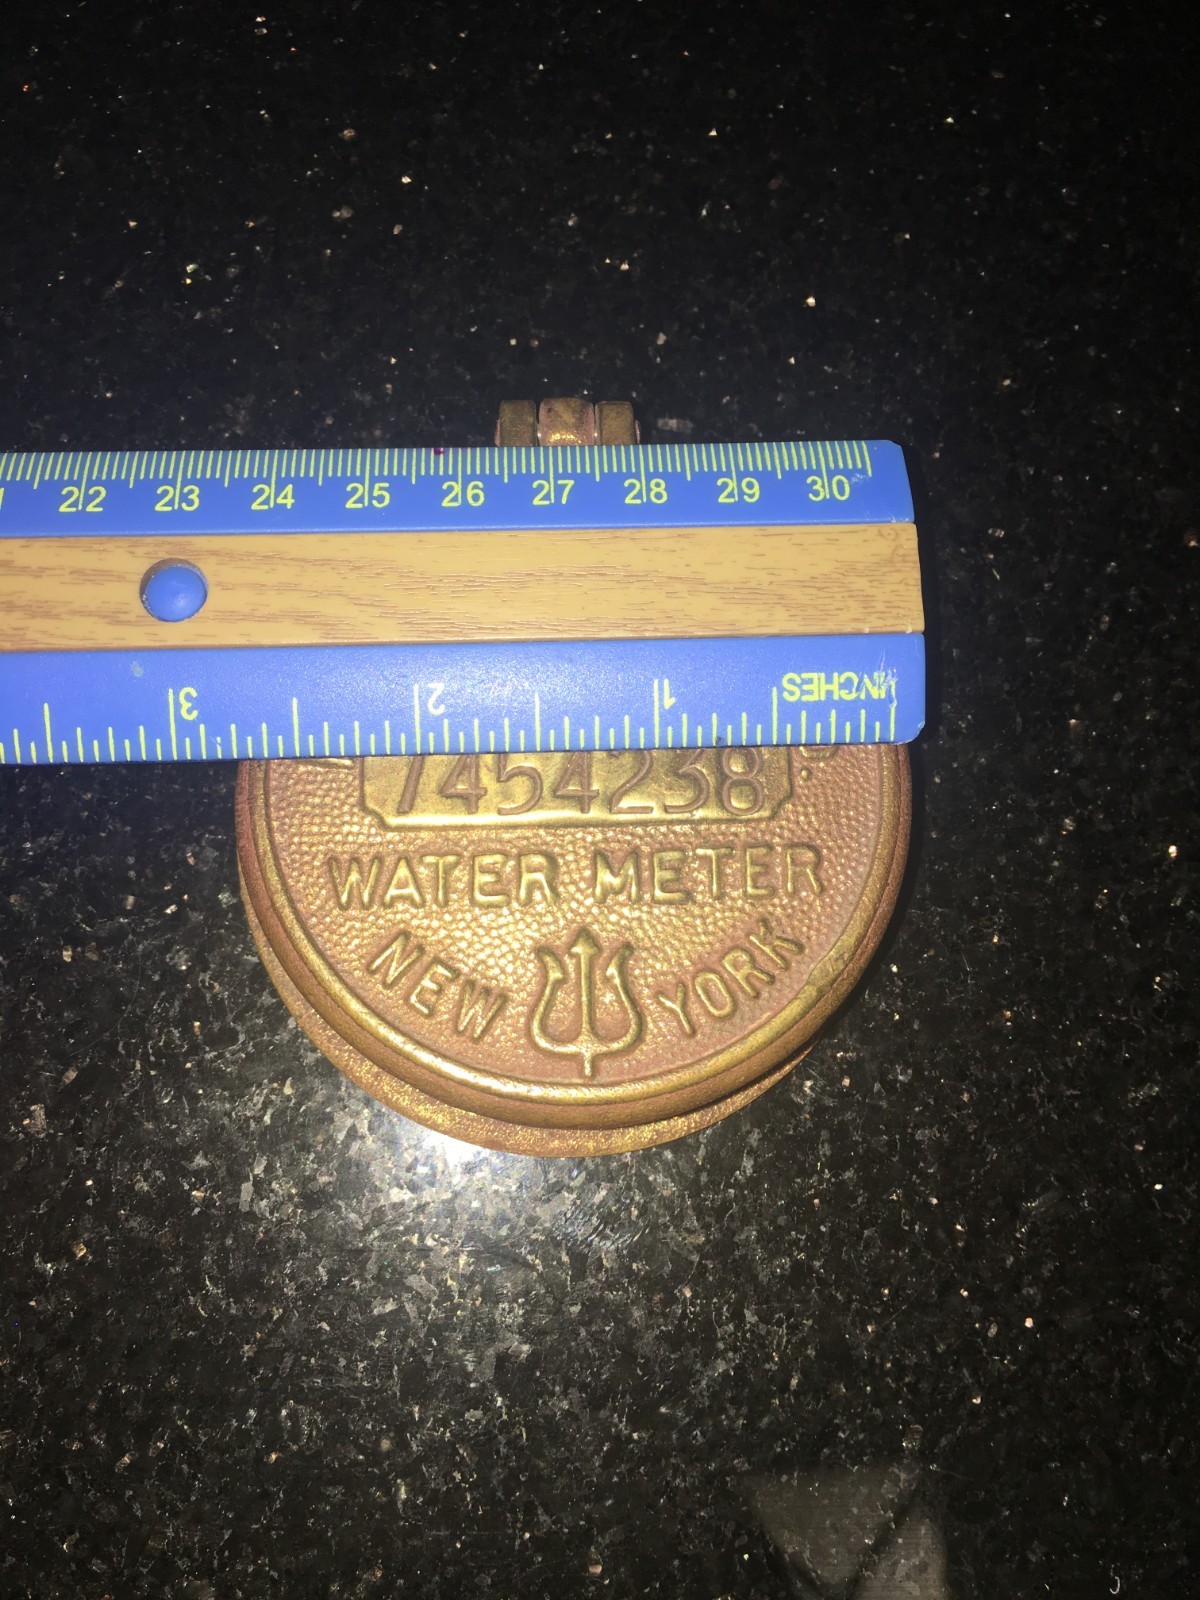 22 23 24 25 26 27 28 29 30
3 2 1 INCHES
7454238
WATER METER
NEW YORK